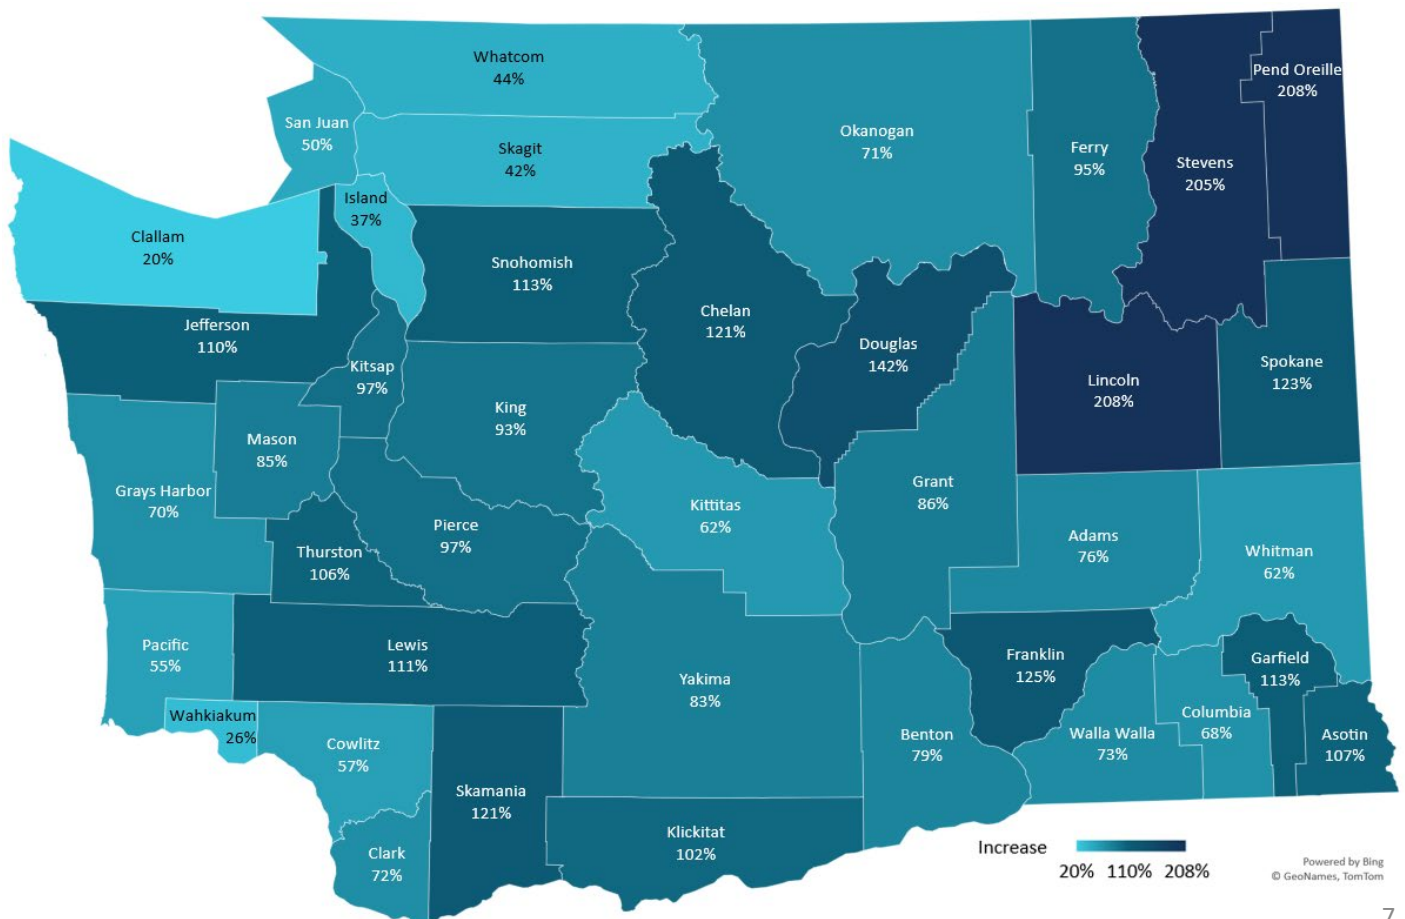 Whatcom
44%
Pend Oreille
208%
San Juan
50%
Okanogan
71%
Skagit
42%
Ferry
95%
Stevens
205%
Island
37%
Clallam
20%
Snohomish
113%
Chelan
121%
Jefferson
110%
Douglas
142%
Kitsap
97%
Lincoln
208%
Spokane
123%
King
93%
Mason
85%
Grays Harbor
70%
Grant
86%
Kittitas
62%
Pierce
97%
Adams
76%
Thurston
106%
Whitman
62%
Pacific
55%
Lewis
111%
Franklin
125%
Garfield
113%
Yakima
83%
Wahkiakum
26%
Columbia
68%
Walla Walla
73%
Benton
79%
Asotin
107%
Cowlitz
57%
Skamania
121%
Klickitat
102%
Clark
72%
Increase
20% 110% 208%
Powered by Bing
© GeoNames, TomTom
7